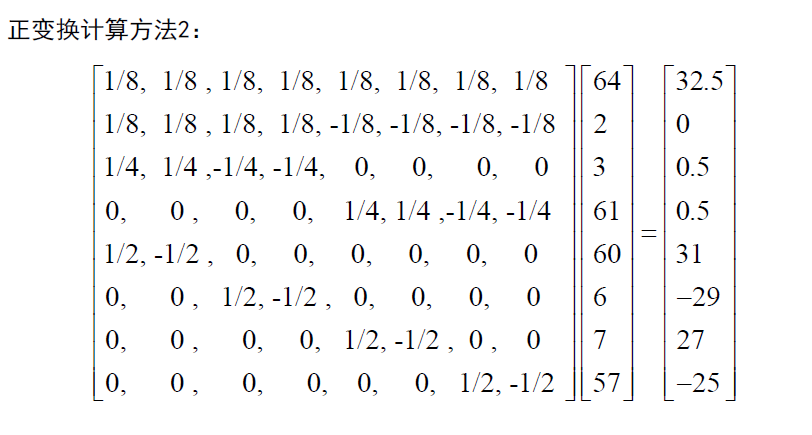 正变换计算方法2：
1/8, 1/8 , 1/8, 1/8, 1/8, 1/8, 1/8, 1/8 64 32.5
1/8, 1/8 , 1/8, 1/8, -1/8, -1/8, -1/8, -1/8 2 0
1/4, 1/4 ,-1/4, -1/4, 0, 0, 0, 0 3 0.5
0, 0 , 0, 0, 1/4, 1/4 ,-1/4, -1/4 61 0.5
=
1/2, -1/2 , 0, 0, 0, 0, 0, 0 60 31
0, 0 , 1/2, -1/2 , 0, 0, 0, 0 6 −29
0, 0 , 0, 0, 1/2, -1/2 , 0 , 0 7 27
0, 0 , 0, 0, 0, 0, 1/2, -1/2 57 −25